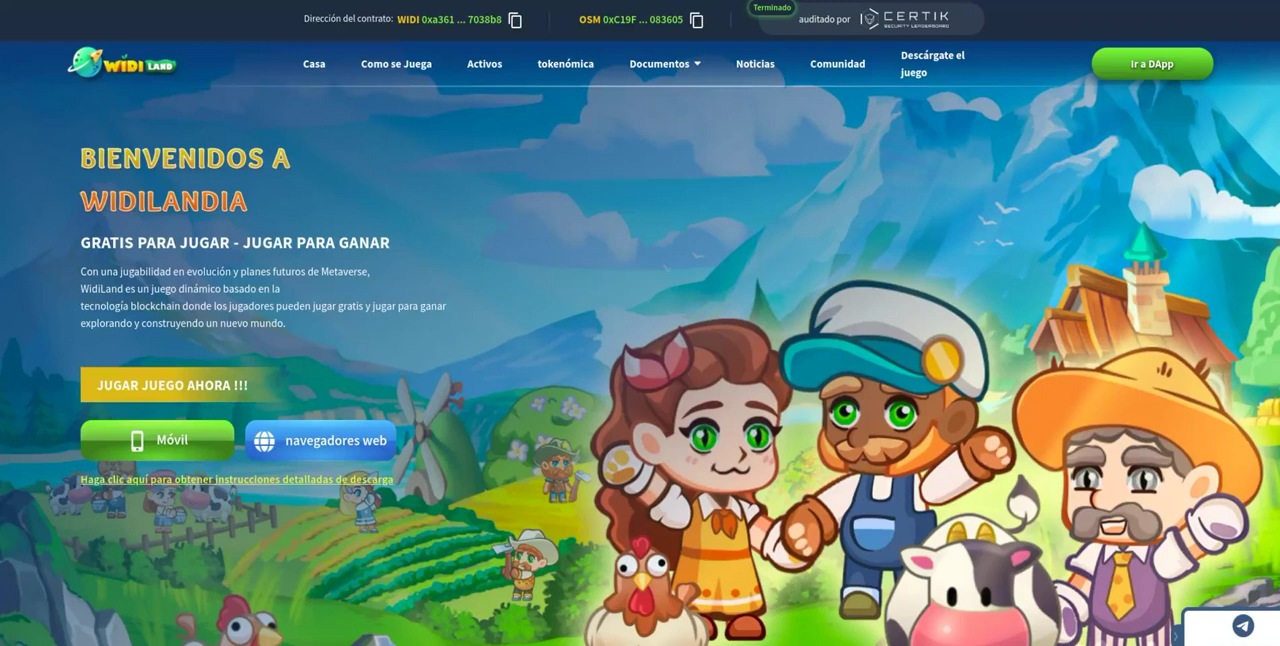 Dirección del contrato: WIDI 0xa361 ... 7038b8
OSM 0xC19F ... 083605
Terminado
auditado por
CERTIK
SECURITY LEADERBOARD
WIDI LAND
Casa
Como se Juega
Activos
tokenómica
Documentos
Noticias
Comunidad
Descárgate el
juego
Ir a DApp
BIENVENIDOS A
WIDILANDIA
GRATIS PARA JUGAR - JUGAR PARA GANAR
Con una jugabilidad en evolución y planes futuros de Metaverse,
WidiLand es un juego dinámico basado en la
tecnología blockchain donde los jugadores pueden jugar gratis y jugar para ganar
explorando y construyendo un nuevo mundo.
JUGAR JUEGO AHORA !!!
Móvil
navegadores web
Haga clic aquí para obtener instrucciones detalladas de descarga